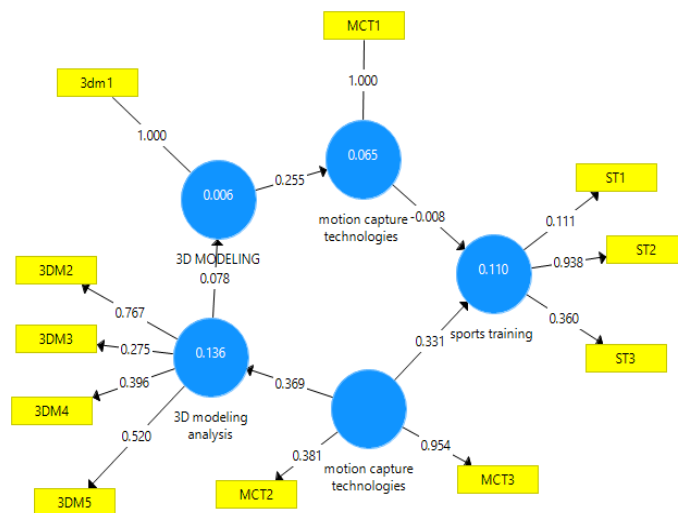 MCT1
3dm1
1.000
1.000
0.065
ST1
0.006
0.255
motion capture
technologies
-0.008
0.111
ST2
0.938
3D MODELING
3DM2
0.078
0.110
0.767
sports training
0.360
3DM3
0.275
0.136
0.331
ST3
0.396
0.369
3DM4
3D modeling
analysis
0.520
0.381
0.954
motion capture
technologies
3DM5
MCT2
MCT3